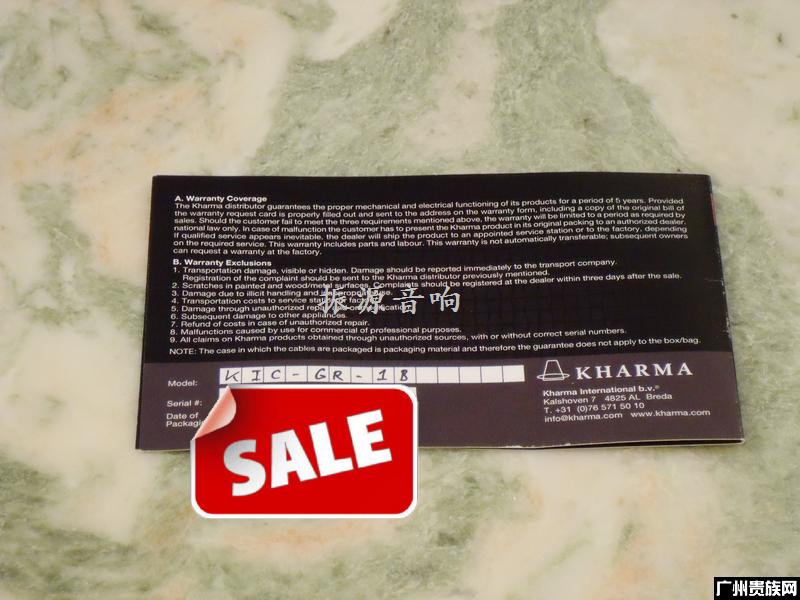 A. Warranty Coverage
The Kharma distributor guarantees the proper mechanical and electrical functioning of its products for a period of 5 years. Provided
the warranty request card is properly filled out and sent to the address on the warranty form, including a copy of the original bill of
sales. Should the customer fail to meet the three requirements mentioned above, the warranty will be limited to a period as required by
national law only. In case of malfunction the customer has to present the Kharma product in its original packing to an authorized dealer.
If qualified service appears inevitable, the dealer will ship the product to an appointed service station or to the factory, depending
on the required service. This warranty includes parts and labour. This warranty is not automatically transferable; subsequent owners
can request a warranty at the factory.
B. Warranty Exclusions
1. Transportation damage, visible or hidden. Damage should be reported immediately to the transport company.
Registration of the complaint should be sent to the Kharma distributor previously mentioned.
2. Scratches in painted and wood/metal surfaces. Complaints should be registered at the dealer within three days after the sale.
3. Damage due to illicit handling and improper use.
4. Transportation costs to service station or factory.
5. Damage through unauthorized repair or
6. Subsequent damage to other appliances.
7. Refund of costs in case of unauthorized repair.
8. Malfunctions caused by use for commercial of professional purposes.
9. All claims on Kharma products obtained through unauthorized sources, with or without correct serial numbers.
NOTE: The case in which the cables are packaged is packaging material and therefore the guarantee does not apply to the box/bag.
振源音响
Model: KIC-GR-1B
Serial #:
Date of
KHARMA
Kharma International b.v.®
Kalshoven 7 4825 AL Breda
T. +31 (0)76 571 50 10
info@kharma.com www.kharma.com
SALE
广州贵族网